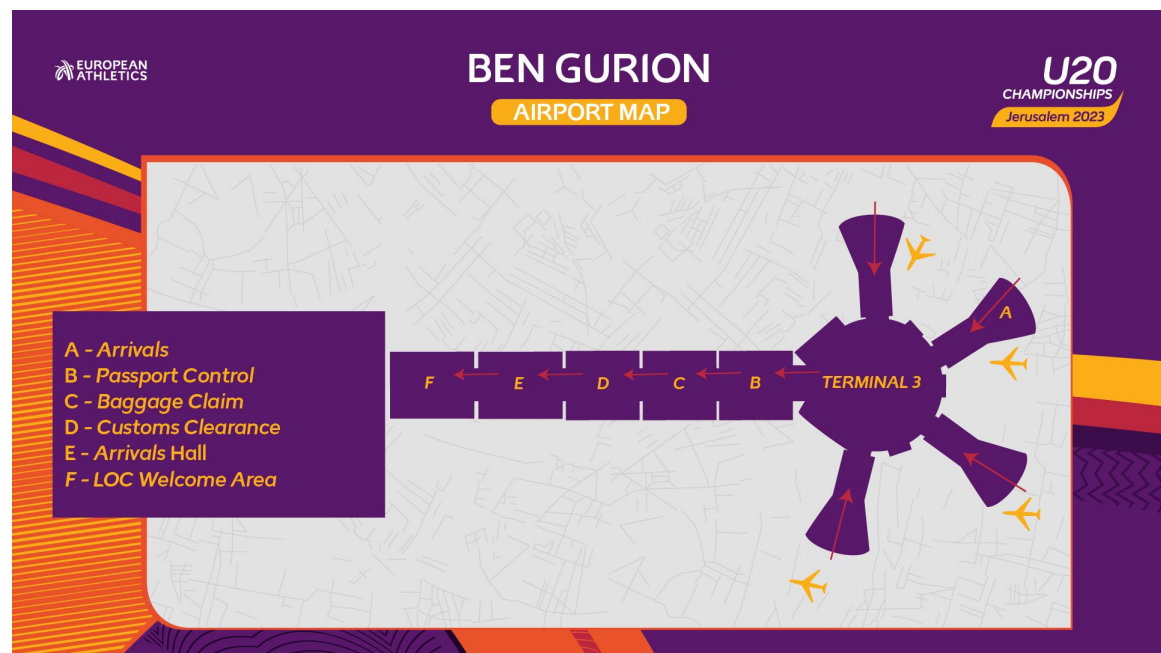 EUROPEAN
ATHLETICS
BEN GURION
AIRPORT MAP
U20
CHAMPIONSHIPS
Jerusalem 2023
A
A - Arrivals
B - Passport Control
C - Baggage Claim
D - Customs Clearance
E - Arrivals Hall
F - LOC Welcome Area
F E D C B TERMINAL 3